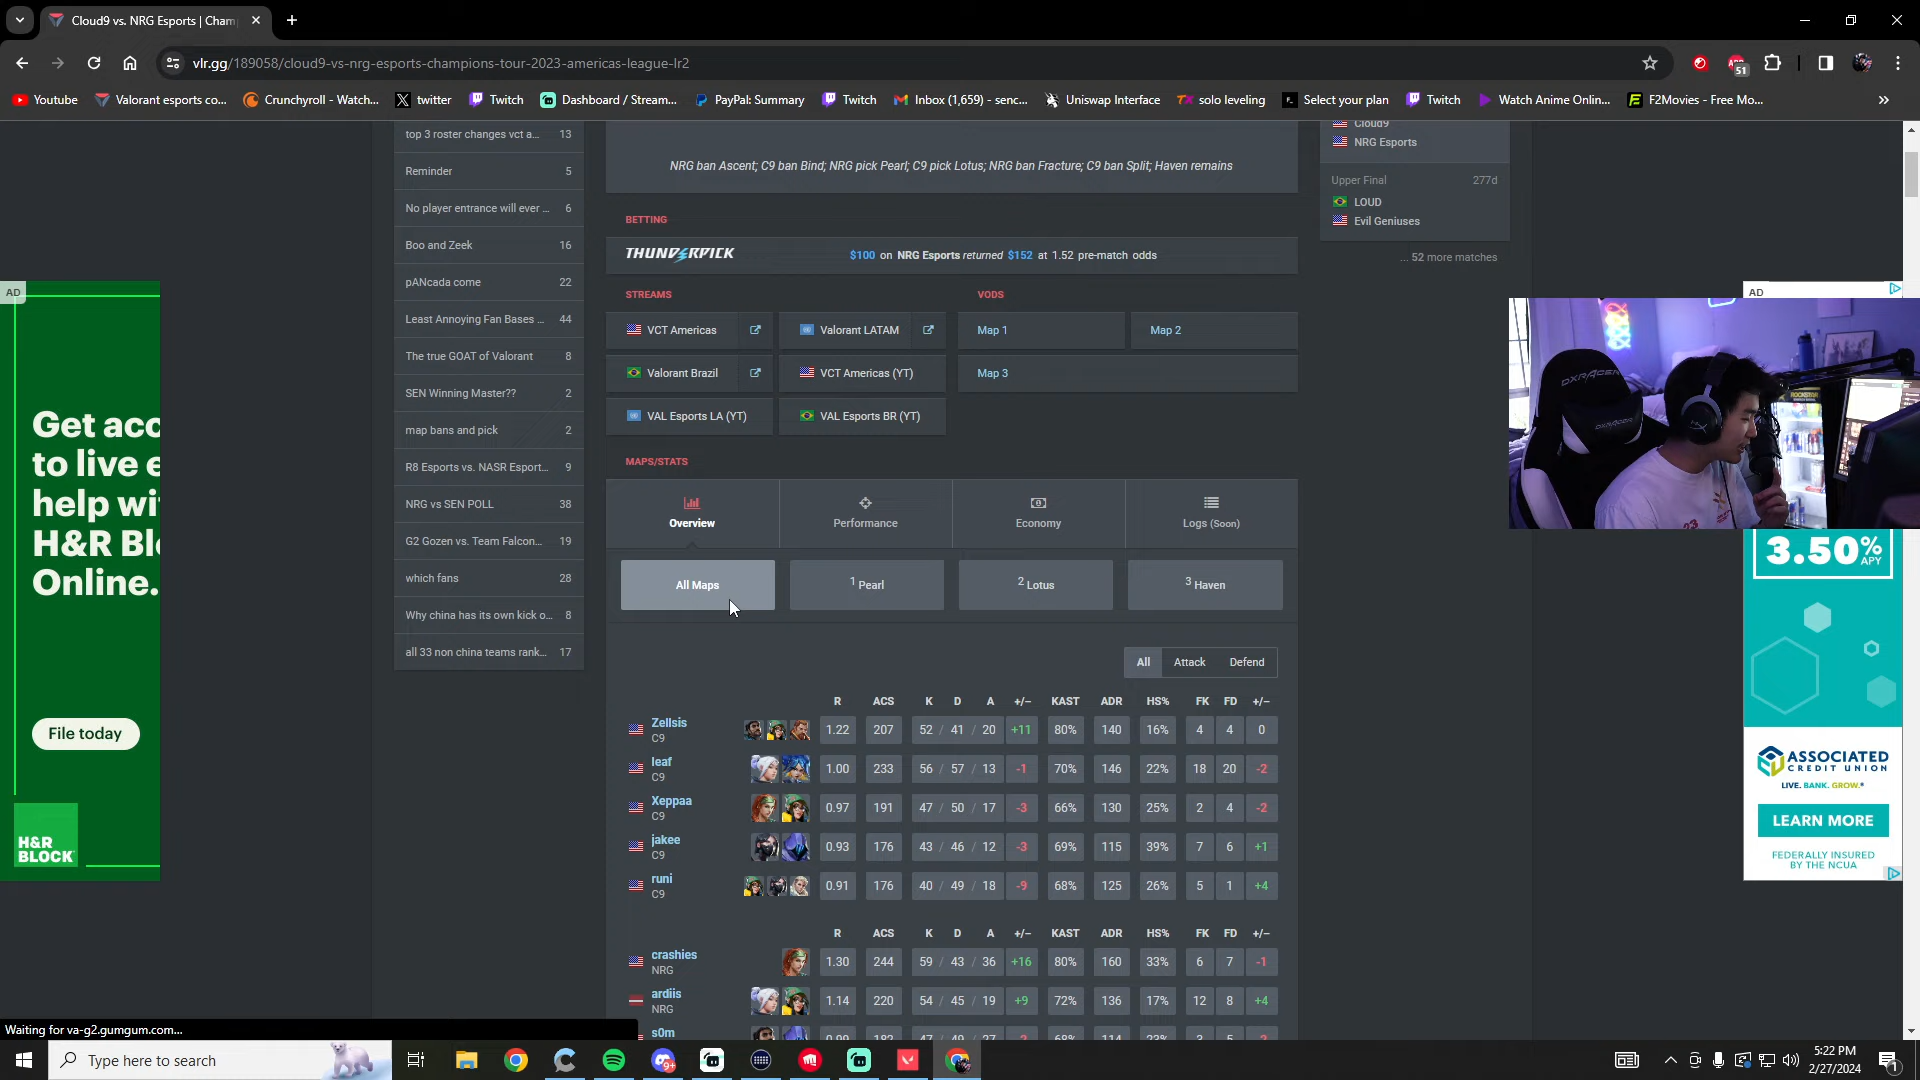 Cloud9 vs. NRG Esports | Cham
vlr.gg/189058/cloud9-vs-nrg-esports-champions-tour-2023-americas-league-lr2
51
Youtube
Valorant esports co...
Crunchyroll - Watch...
twitter
Twitch
Dashboard / Stream...
PayPal: Summary
Twitch
Inbox (1,659) - senc...
Uniswap Interface
solo leveling
Select your plan
Twitch
Watch Anime Onlin...
F2Movies - Free Mo...
top 3 roster changes vct a... 13
Reminder 5
No player entrance will ever ... 6
Boo and Zeek 16
pANcada come 22
Least Annoying Fan Bases ... 44
The true GOAT of Valorant 8
SEN Winning Master?? 2
map bans and pick 2
R8 Esports vs. NASR Esport... 9
NRG vs SEN POLL 38
G2 Gozen vs. Team Falcon... 19
which fans 28
Why china has its own kick o... 8
all 33 non china teams rank... 17
NRG ban Ascent; C9 ban Bind; NRG pick Pearl; C9 pick Lotus; NRG ban Fracture; C9 ban Split; Haven remains
BETTING
THUNDERPICK $100 on NRG Esports returned $152 at 1.52 pre-match odds
STREAMS VODS
VCT Americas Valorant LATAM Map 1 Map 2
Valorant Brazil VCT Americas (YT) Map 3
VAL Esports LA (YT) VAL Esports BR (YT)
MAPS/STATS
Overview Performance Economy Logs (Soon)
All Maps 1 Pearl 2 Lotus 3 Haven
All Attack Defend
R ACS K D A +/– KAST ADR HS% FK FD +/–
Zellsis C9 1.22 207 52 / 41 / 20 +11 80% 140 16% 4 4 0
leaf C9 1.00 233 56 / 57 / 13 -1 70% 146 22% 18 20 -2
Xeppaa C9 0.97 191 47 / 50 / 17 -3 66% 130 25% 2 4 -2
jakee C9 0.93 176 43 / 46 / 12 -3 69% 115 39% 7 6 +1
runi C9 0.91 176 40 / 49 / 18 -9 68% 125 26% 5 1 +4
R ACS K D A +/– KAST ADR HS% FK FD +/–
crashies NRG 1.30 244 59 / 43 / 36 +16 80% 160 33% 6 7 -1
ardiis NRG 1.14 220 54 / 45 / 19 +9 72% 136 17% 12 8 +4
s0m
Cloud9
NRG Esports
Upper Final 277d
LOUD
Evil Geniuses
... 52 more matches
AD
Get acc
to live e
help wi
H&R Bl
Online.
File today
H&R
BLOCK
AD
DXRACER
ROCKSTAR
3.50%
APY
ASSOCIATED
CREDIT UNION
LIVE. BANK. GROW.
LEARN MORE
FEDERALLY INSURED
BY THE NCUA
Waiting for va-g2.gumgum.com...
Type here to search
9+
5:22 PM
2/27/2024
1